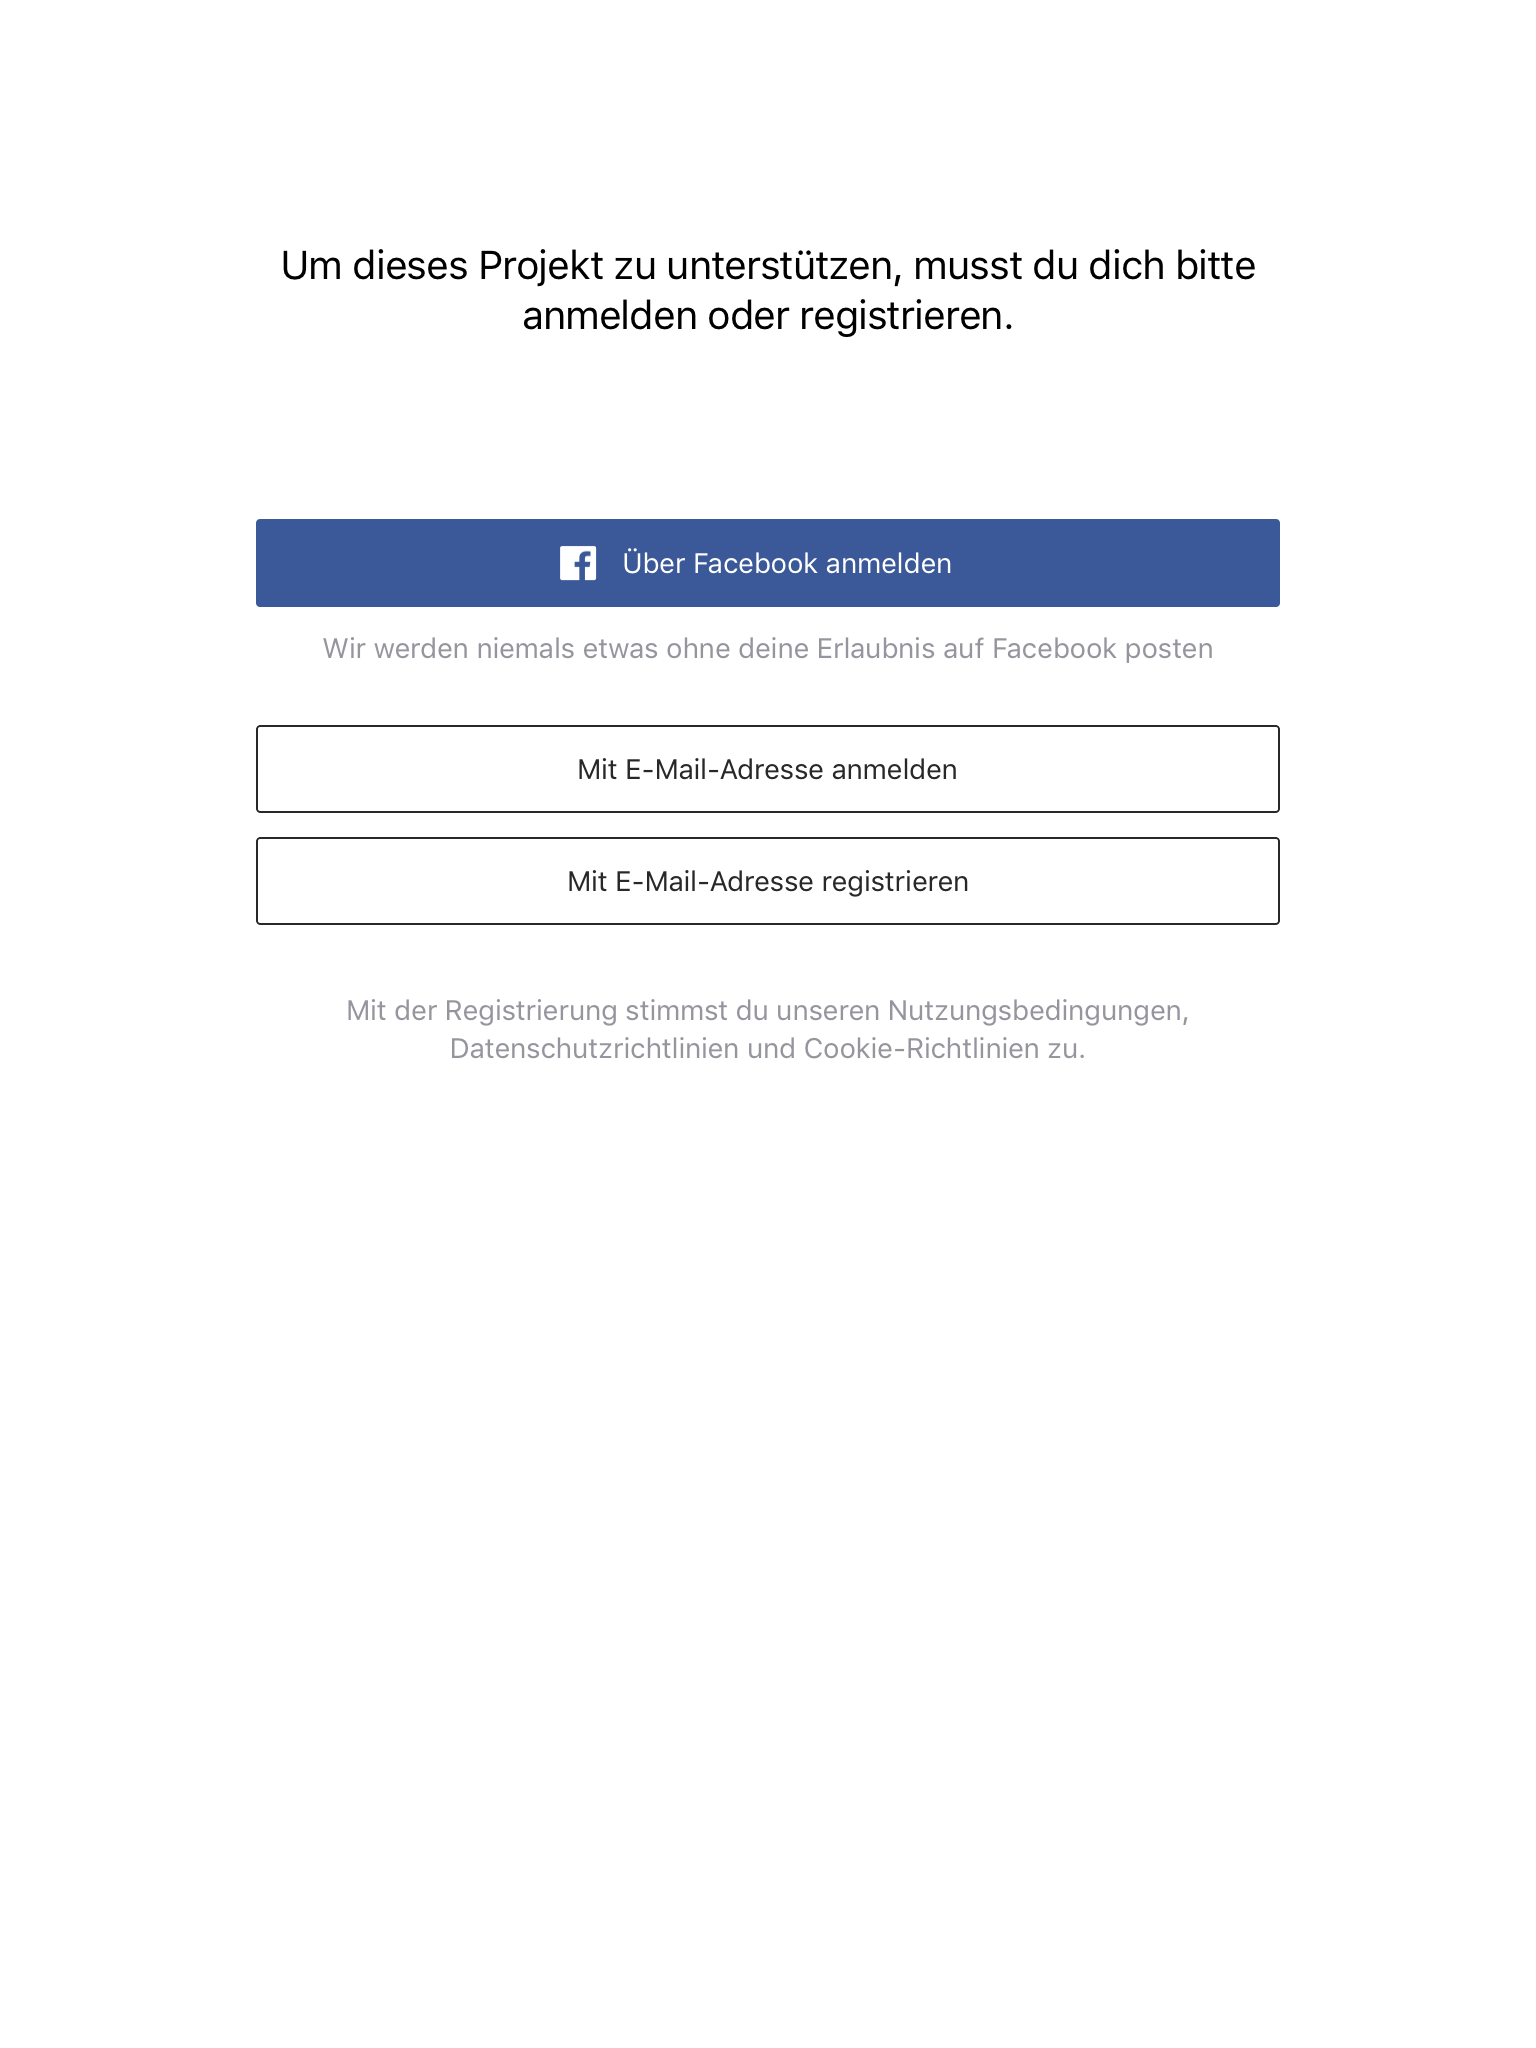 Um dieses Projekt zu unterstützen, musst du dich bitte
anmelden oder registrieren.
Über Facebook anmelden
Wir werden niemals etwas ohne deine Erlaubnis auf Facebook posten
Mit E-Mail-Adresse anmelden
Mit E-Mail-Adresse registrieren
Mit der Registrierung stimmst du unseren Nutzungsbedingungen,
Datenschutzrichtlinien und Cookie-Richtlinien zu.